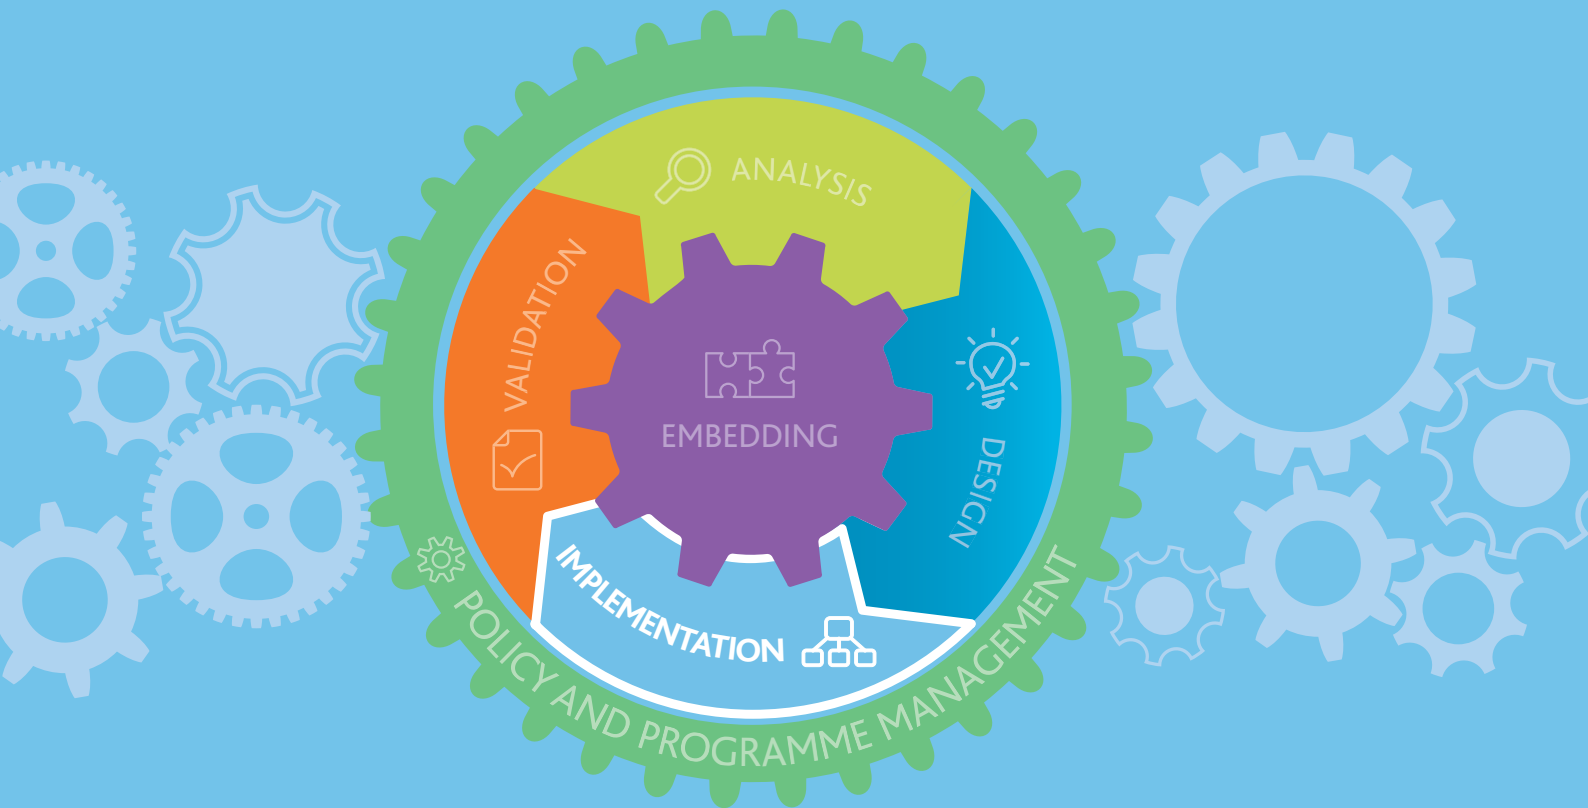 ANALYSIS
VALIDATION
EMBEDDING
DESIGN
IMPLEMENTATION
POLICY AND PROGRAMME MANAGEMENT